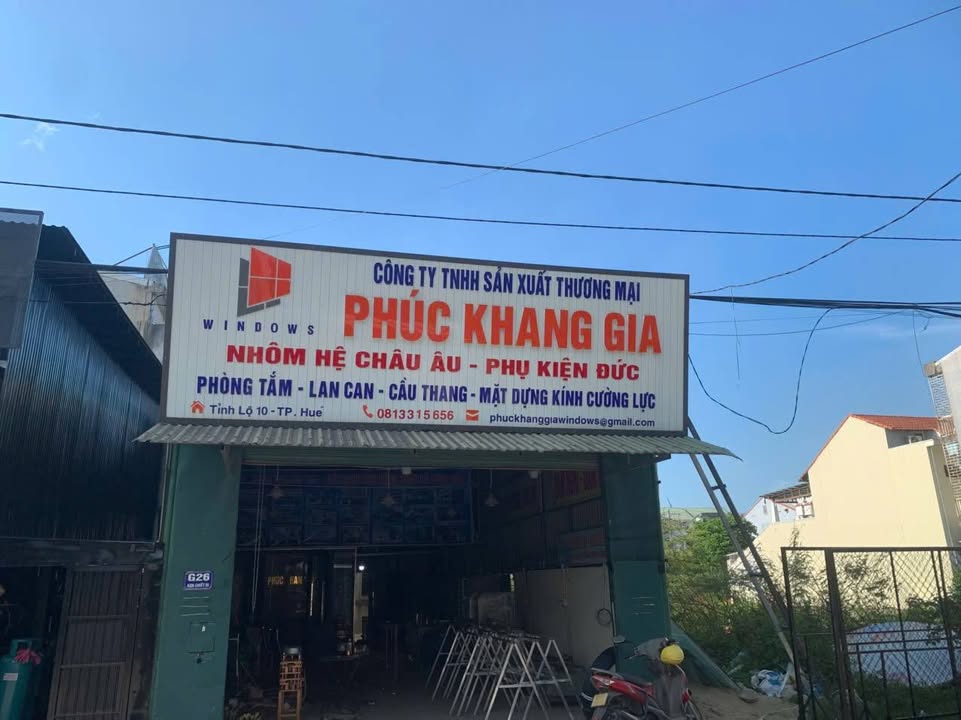 CÔNG TY TNHH SẢN XUẤT THƯƠNG MẠI
PHÚC KHANG GIA
WINDOWS
NHÔM HỆ CHÂU ÂU - PHỤ KIỆN ĐỨC
PHÒNG TẮM - LAN CAN - CẦU THANG - MẶT DỰNG KÍNH CƯỜNG LỰC
Tỉnh Lộ 10 - TP. Huế
0813315656
phuckhanggiawindows@gmail.com
G26
PHÚC